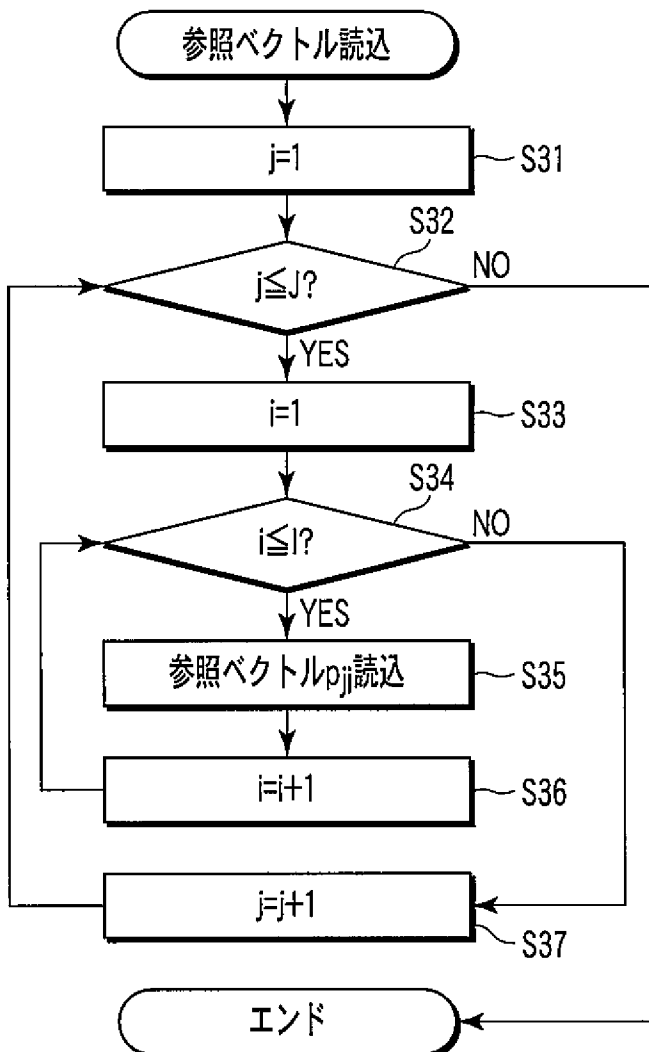 参照ベクトル読込
j=1
S31
S32
j≦J?
NO
YES
i=1
S33
S34
i≦I?
NO
YES
参照ベクトルpji読込
S35
i=i+1
S36
j=j+1
S37
エンド